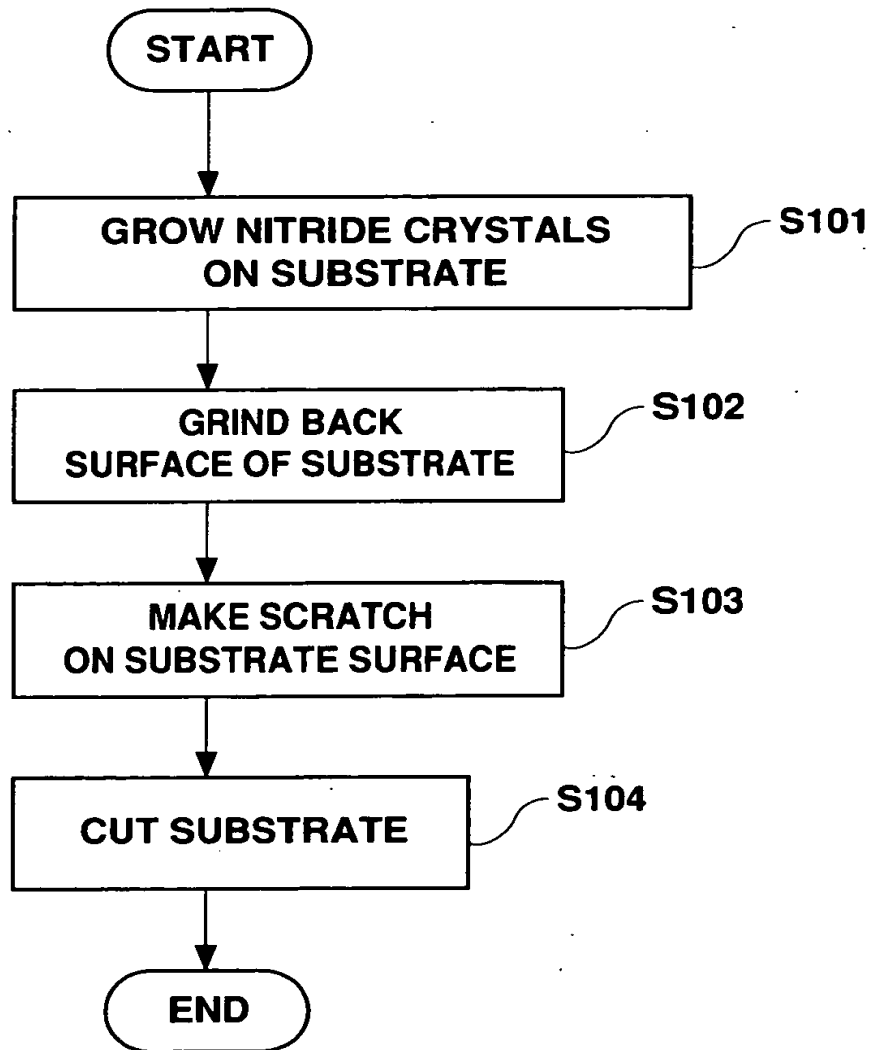 START
GROW NITRIDE CRYSTALS
ON SUBSTRATE
S101
GRIND BACK
SURFACE OF SUBSTRATE
S102
MAKE SCRATCH
ON SUBSTRATE SURFACE
S103
CUT SUBSTRATE
S104
END